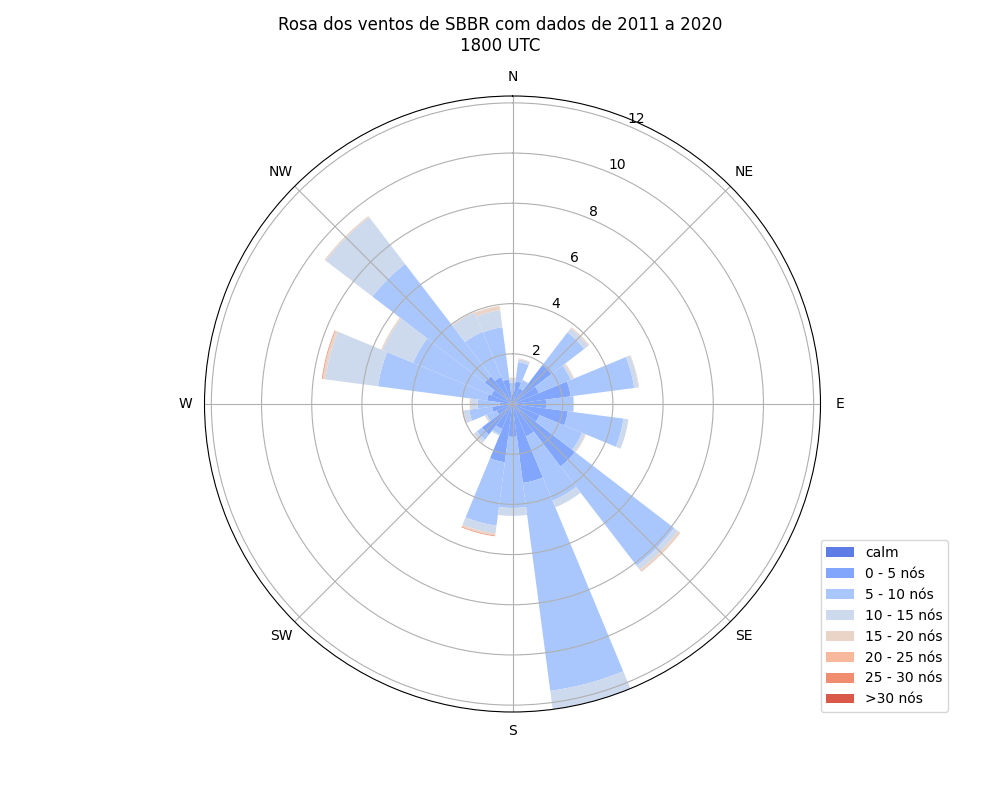 Rosa dos ventos de SBBR com dados de 2011 a 2020
1800 UTC
N
NE
E
SE
S
SW
W
NW
12
10
8
6
4
2
calm
0 - 5 nós
5 - 10 nós
10 - 15 nós
15 - 20 nós
20 - 25 nós
25 - 30 nós
>30 nós